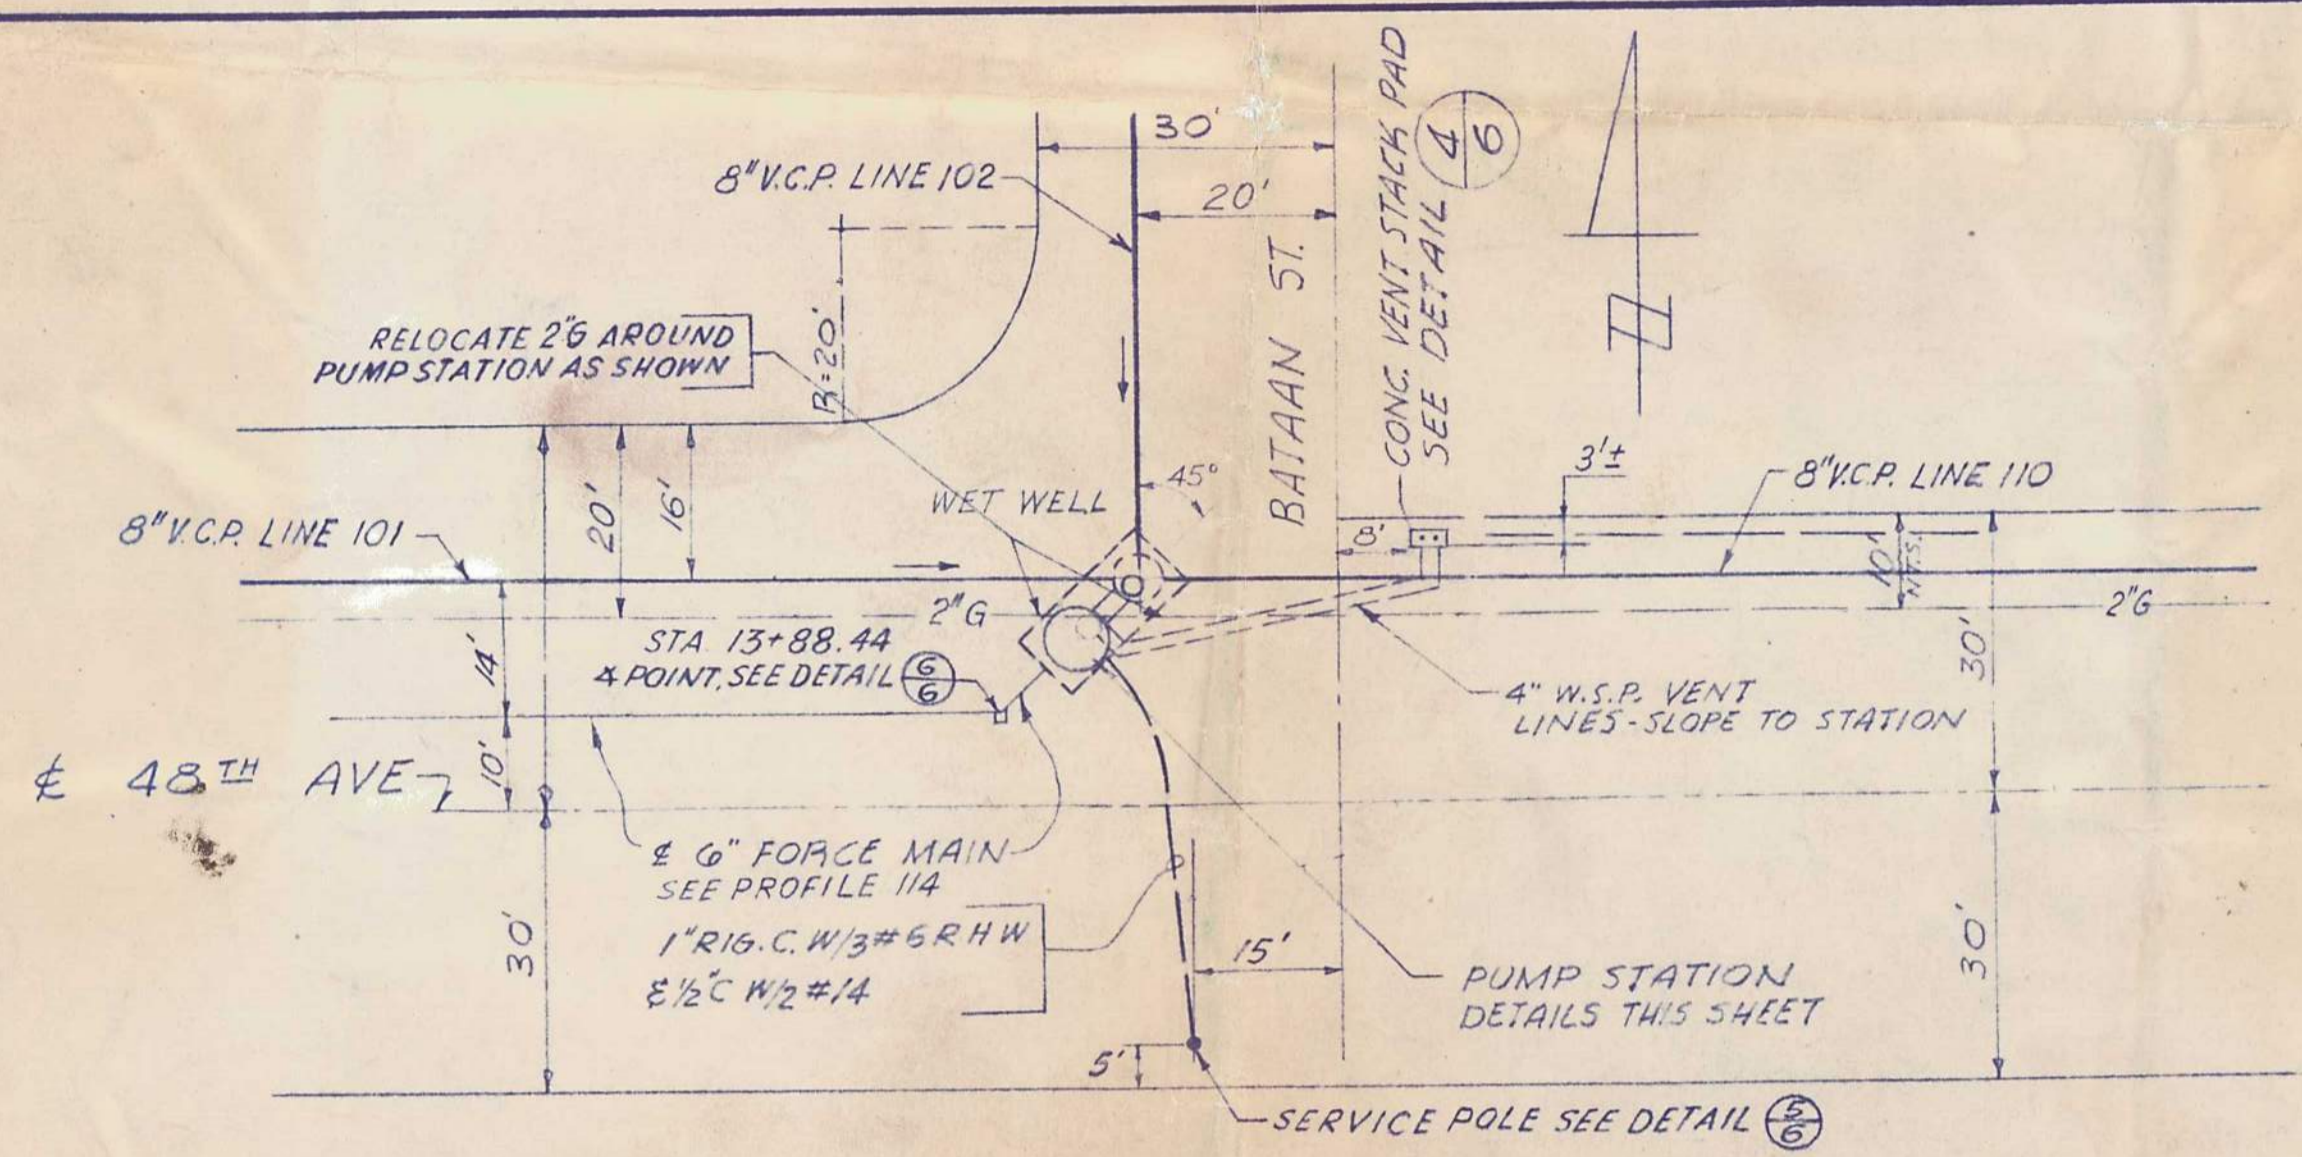 30'
8" V.C.P. LINE 102
20'
CONC. VENT STACK PAD
SEE DETAIL 4/6
BATAAN ST.
RELOCATE 2"G AROUND
PUMP STATION AS SHOWN
R=20'
45°
WET WELL
20'
16'
8" V.C.P. LINE 101
3'±
8" V.C.P. LINE 110
8'
10'
N.T.S.
2"G
2"G
STA 13+88.44
∡ POINT, SEE DETAIL 6/6
14'
10'
30'
4" W.S.P. VENT
LINES-SLOPE TO STATION
℄ 48TH AVE
℄ 6" FORCE MAIN
SEE PROFILE 114
1" RIG. C. W/3 #6 RHW
& ½" C W/2 #14
30'
15'
30'
5'
PUMP STATION
DETAILS THIS SHEET
SERVICE POLE SEE DETAIL 5/6